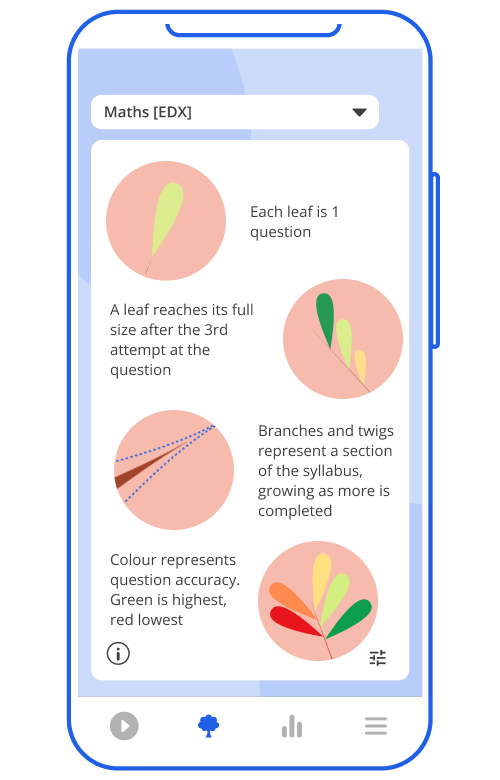 Maths [EDX]
Each leaf is 1
question
A leaf reaches its full
size after the 3rd
attempt at the
question
Branches and twigs
represent a section
of the syllabus,
growing as more is
completed
Colour represents
question accuracy.
Green is highest,
red lowest